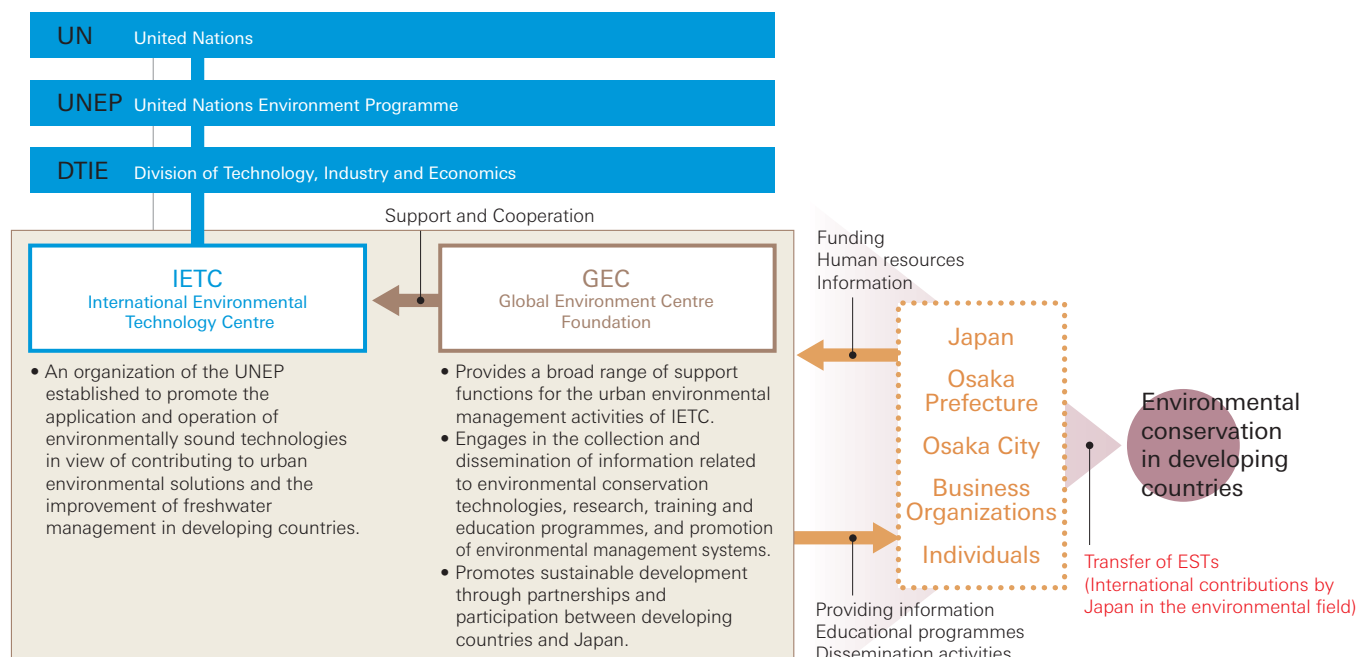 UN United Nations
UNEP United Nations Environment Programme
DTIE Division of Technology, Industry and Economics
Support and Cooperation
IETC
International Environmental
Technology Centre
• An organization of the UNEP
established to promote the
application and operation of
environmentally sound technologies
in view of contributing to urban
environmental solutions and the
improvement of freshwater
management in developing countries.
GEC
Global Environment Centre
Foundation
• Provides a broad range of support
functions for the urban environmental
management activities of IETC.
• Engages in the collection and
dissemination of information related
to environmental conservation
technologies, research, training and
education programmes, and promotion
of environmental management systems.
• Promotes sustainable development
through partnerships and
participation between developing
countries and Japan.
Funding
Human resources
Information
Japan
Osaka
Prefecture
Osaka City
Business
Organizations
Individuals
Providing information
Educational programmes
Dissemination activities
Environmental
conservation
in developing
countries
Transfer of ESTs
(International contributions by
Japan in the environmental field)